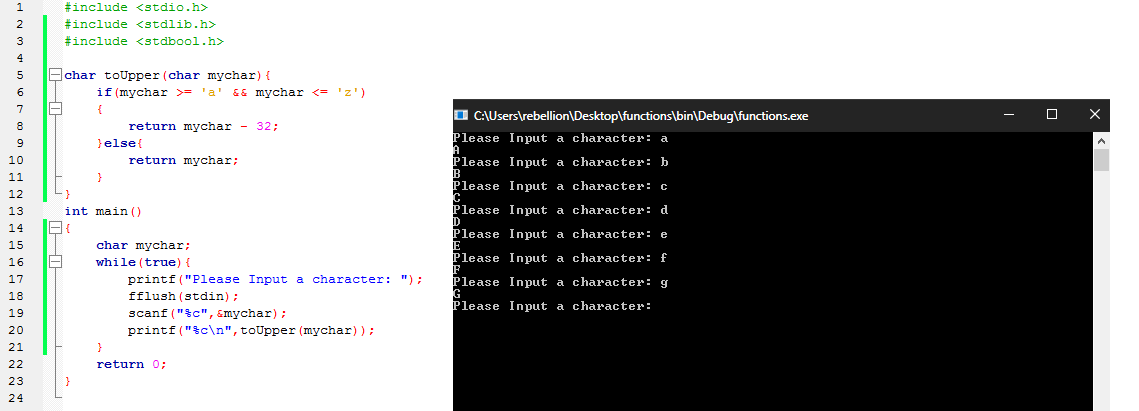 1 #include <stdio.h>
2 #include <stdlib.h>
3 #include <stdbool.h>
4
5 char toUpper(char mychar){
6 if(mychar >= 'a' && mychar <= 'z')
7 {
8 return mychar - 32;
9 }else{
10 return mychar;
11 }
12 }
13 int main()
14 {
15 char mychar;
16 while(true){
17 printf("Please Input a character: ");
18 fflush(stdin);
19 scanf("%c",&mychar);
20 printf("%c\n",toUpper(mychar));
21 }
22 return 0;
23 }
24
C:\Users\rebellion\Desktop\functions\bin\Debug\functions.exe
Please Input a character: a
A
Please Input a character: b
B
Please Input a character: c
C
Please Input a character: d
D
Please Input a character: e
E
Please Input a character: f
F
Please Input a character: g
G
Please Input a character: